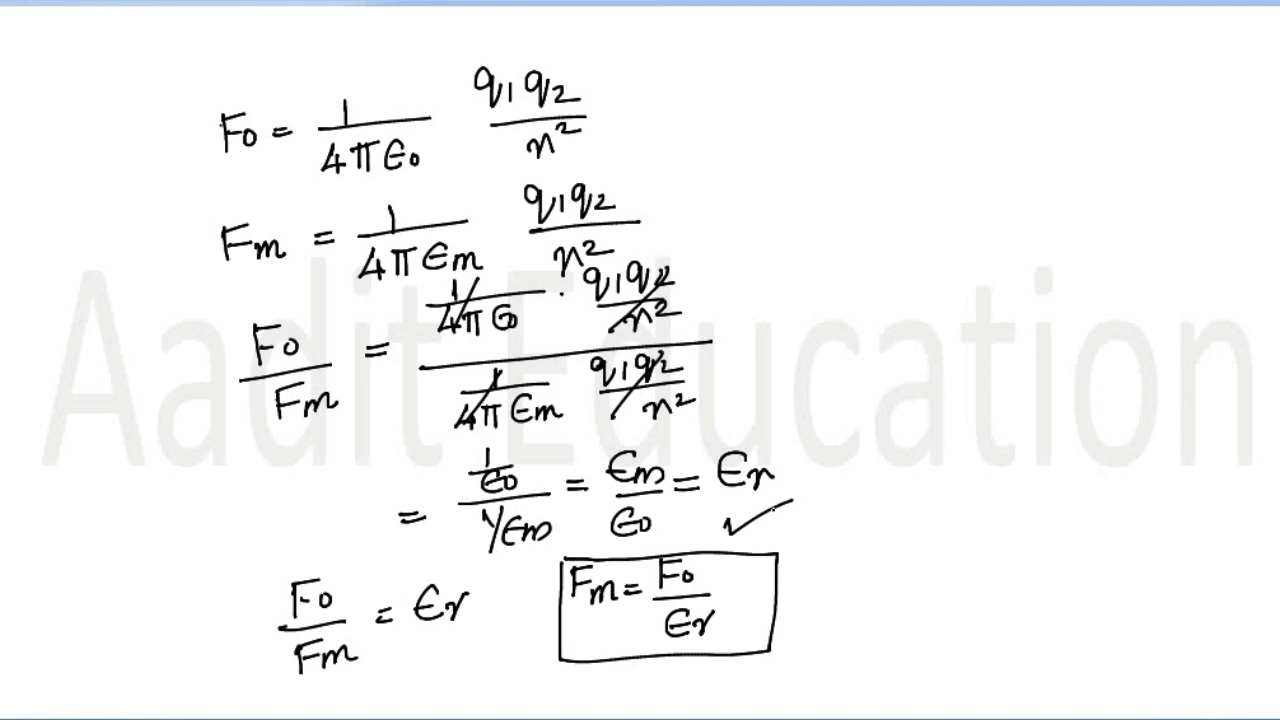 F₀ = 1/4πϵ₀ q₁q₂/r²
Fm = 1/4πϵm q₁q₂/r²
F₀/Fm = (1/4πϵ₀ · q₁q₂/r²)/(1/4πϵm q₁q₂/r²)
= (1/ϵ₀)/(1/ϵm) = ϵm/ϵ₀ = ϵr ✓
F₀/Fm = ϵr
Fm = F₀/ϵr
Aadit Education